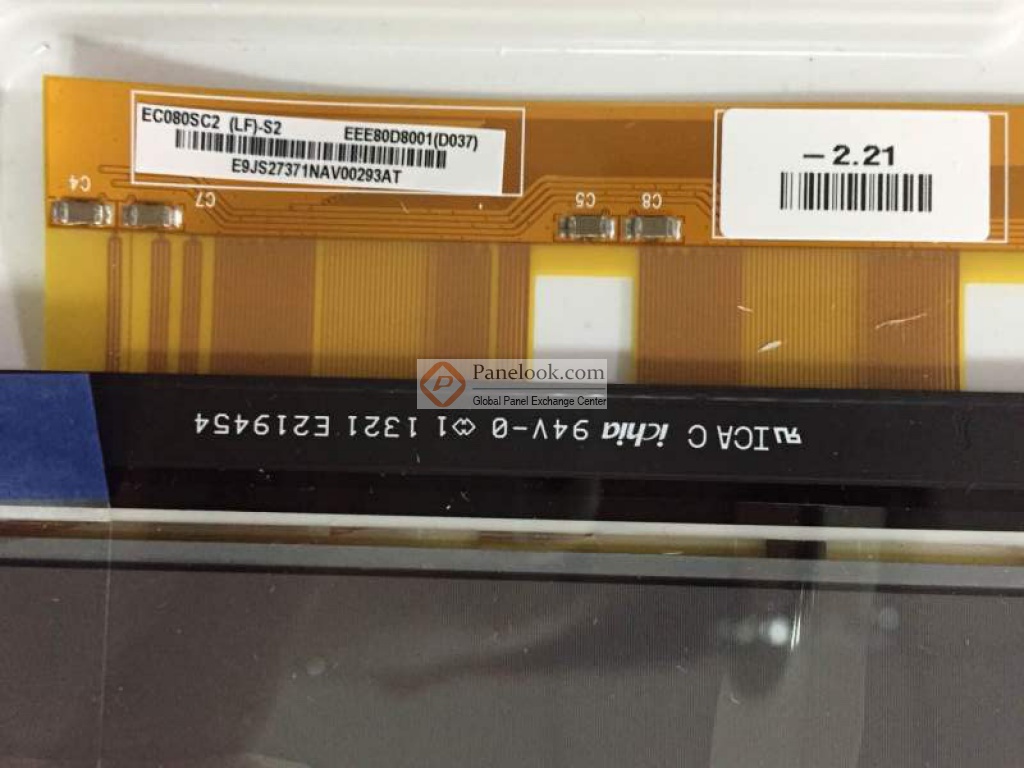 EC080SC2 (LF)-S2 EEE80D8001(D037)
E9JS27371NAV00293AT
-2.21
C4 C7 C5 C8
Panelook.com
Global Panel Exchange Center
ICA C ichia 94V-0 1 1321 E219454